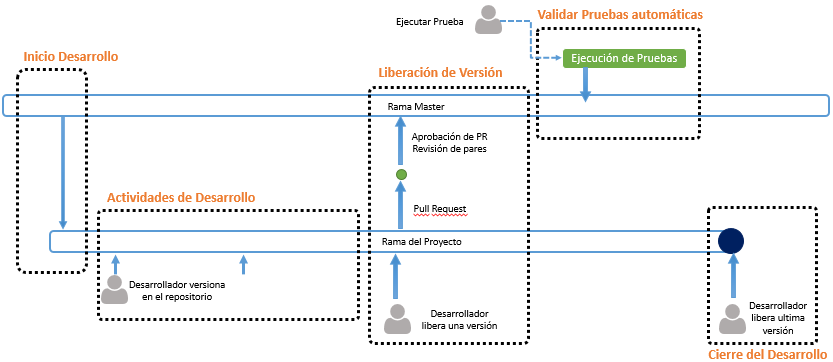 Ejecutar Prueba
Validar Pruebas automáticas
Inicio Desarrollo
Ejecución de Pruebas
Liberación de Versión
Rama Master
Aprobación de PR
Revisión de pares
Actividades de Desarrollo
Pull Request
Rama del Proyecto
Desarrollador versiona
en el repositorio
Desarrollador
libera una versión
Desarrollador
libera ultima
versión
Cierre del Desarrollo